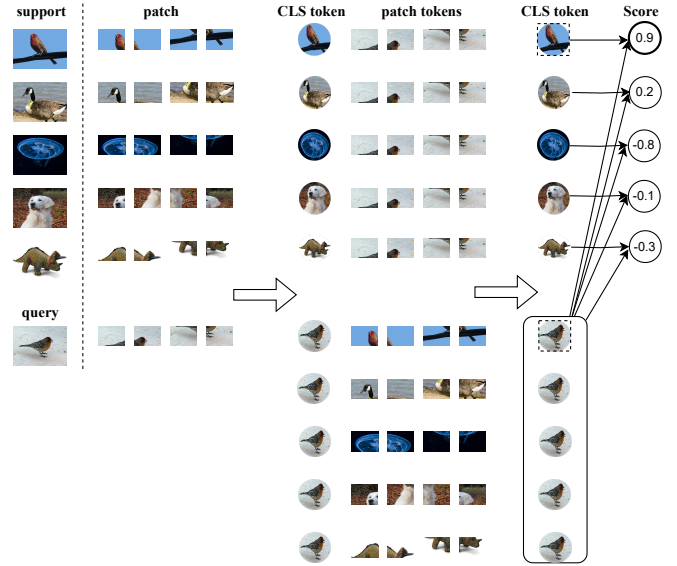 support patch CLS token patch tokens CLS token Score
0.9
0.2
-0.8
-0.1
-0.3
query